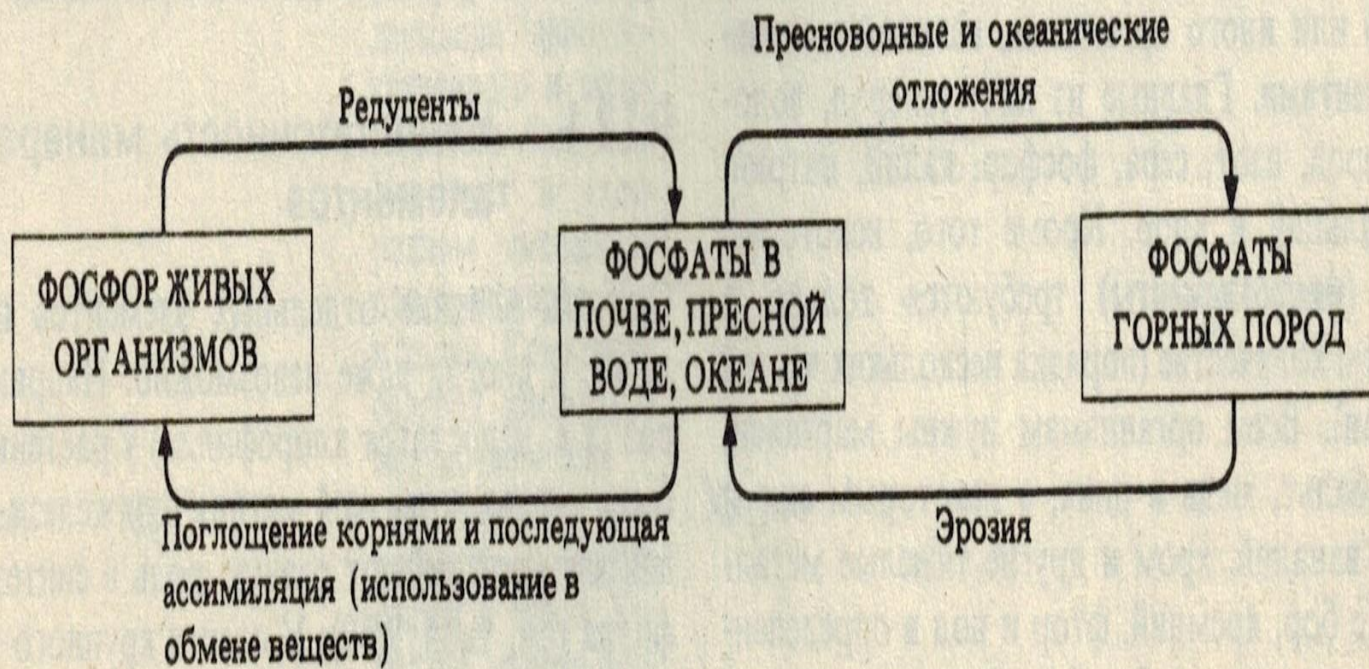 Пресноводные и океанические
отложения
Редуценты
ФОСФОР ЖИВЫХ
ОРГАНИЗМОВ
ФОСФАТЫ В
ПОЧВЕ, ПРЕСНОЙ
ВОДЕ, ОКЕАНЕ
ФОСФАТЫ
ГОРНЫХ ПОРОД
Поглощение корнями и последующая
ассимиляция (использование в
обмене веществ)
Эрозия